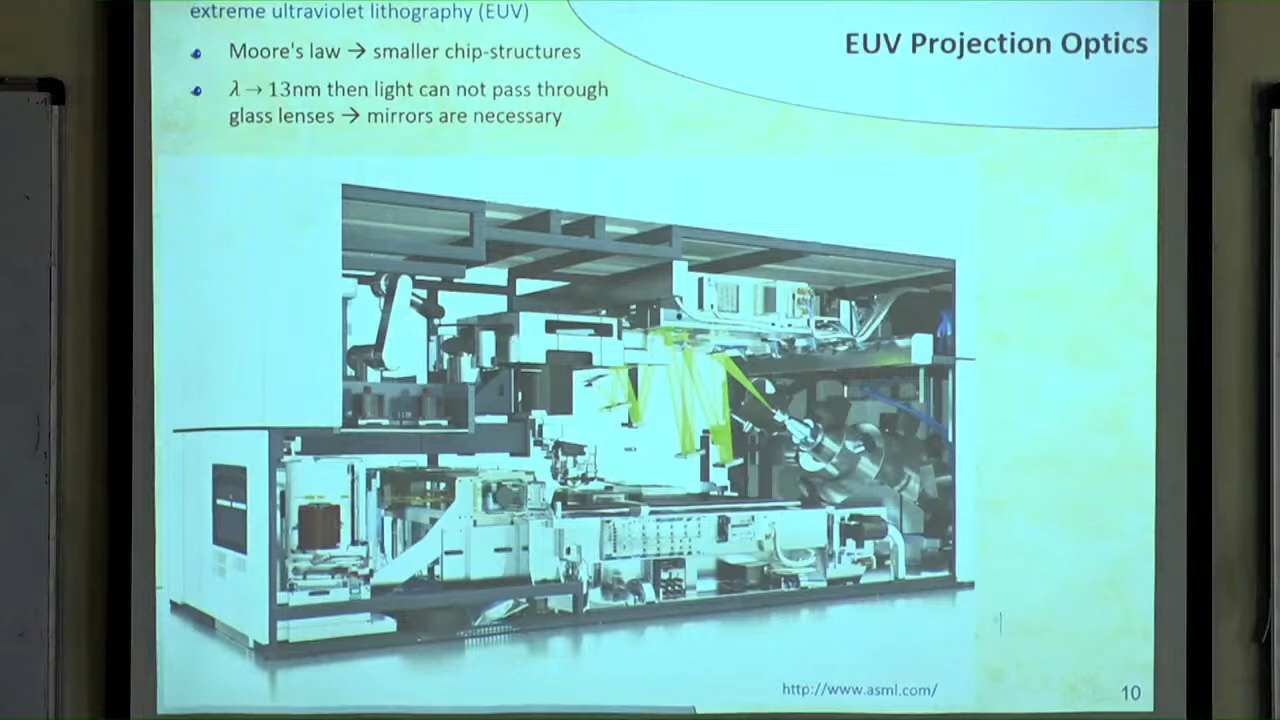 extreme ultraviolet lithography (EUV)
EUV Projection Optics
Moore's law → smaller chip-structures
λ → 13nm then light can not pass through
glass lenses → mirrors are necessary
http://www.asml.com/
10